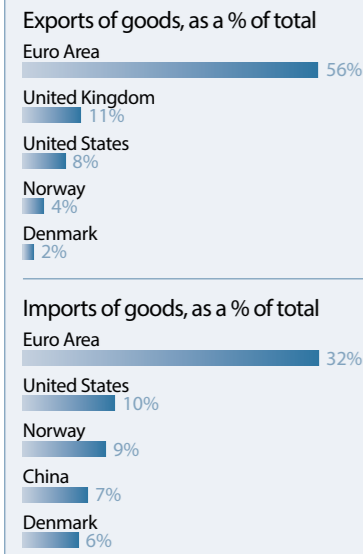 Exports of goods, as a % of total
Euro Area
56%
United Kingdom
11%
United States
8%
Norway
4%
Denmark
2%
Imports of goods, as a % of total
Euro Area
32%
United States
10%
Norway
9%
China
7%
Denmark
6%